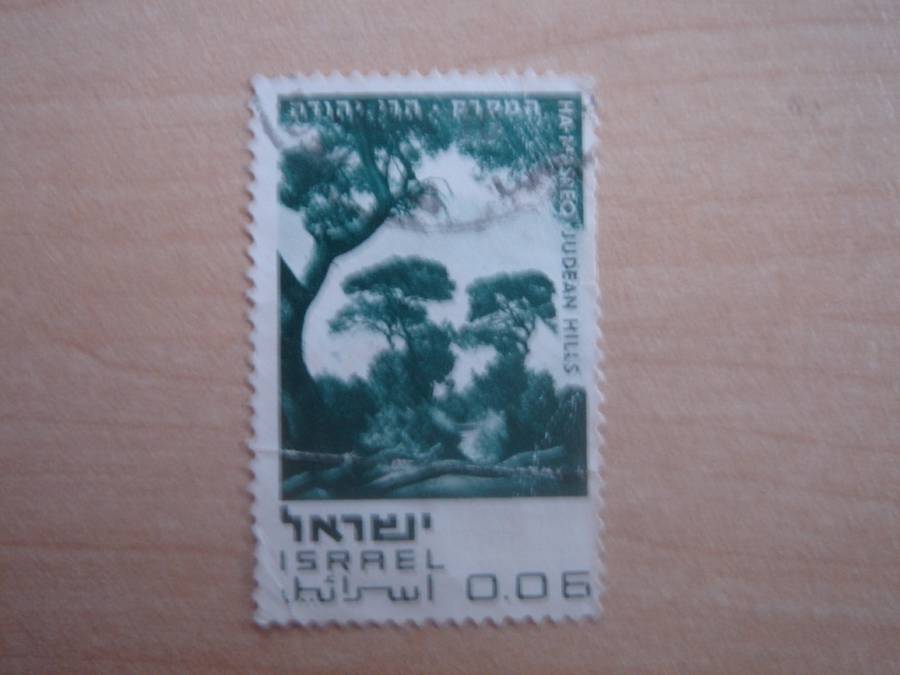 המסרק · הרי יהודה
HA-MASREQ JUDEAN HILLS
ישראל
ISRAEL
اسرائيل
0.06